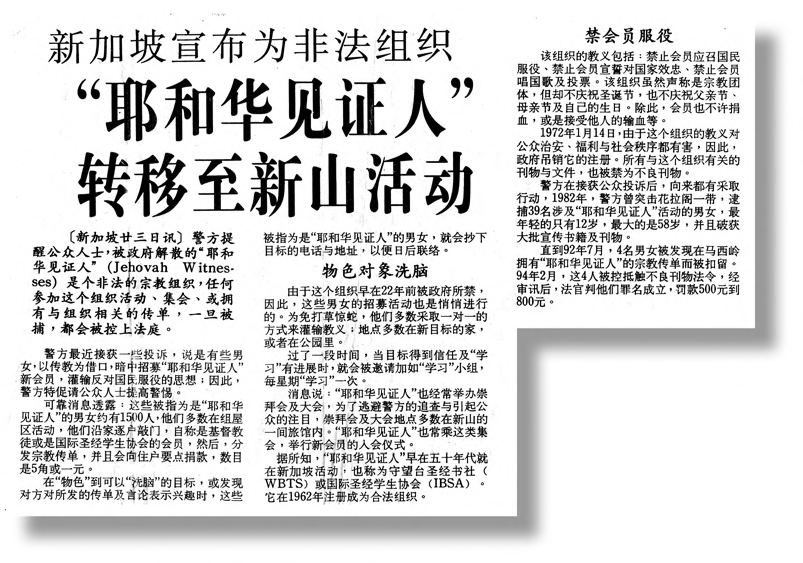 新加坡宣布为非法组织
“耶和华见证人”
转移至新山活动
〔新加坡廿三日讯〕警方提
醒公众人士，被政府解散的“耶和
华见证人”(Jehovah Witnes-
ses) 是个非法的宗教组织，任何
参加这个组织活动、集会、或拥
有与组织相关的传单，一旦被
捕，都会被控上法庭。
警方最近接获一些投诉，说是有些男
女，以传教为借口，暗中招募“耶和华见证人”
新会员，灌输反对国民服役的思想；因此，
警方特促请公众人士提高警惕。
可靠消息透露：这些被指为是“耶和华
见证人”的男女约有1500人，他们多数在组屋
区活动，他们沿家逐户敲门，自称是基督教
徒或是国际圣经学生协会的会员，然后，分
发宗教传单，并且会向住户要点捐款，数目
是5角或一元。
在“物色”到可以“洗脑”的目标，或发现
对方对所发的传单及言论表示兴趣时，这些
被指为是“耶和华见证人”的男女，就会抄下
目标的电话与地址，以便日后联络。
物色对象洗脑
由于这个组织早在22年前被政府所禁，
因此，这些男女的招募活动也是悄悄进行
的。为免打草惊蛇，他们多数采取一对一的
方式来灌输教义；地点多数在新目标的家，
或者在公园里。
过了一段时间，当目标得到信任及“学
习”有进展时，就会被邀请加如“学习”小组，
每星期“学习”一次。
消息说：“耶和华见证人”也经常举办崇
拜会及大会，为了逃避警方的追查与引起公
众的注目，崇拜会及大会地点多数在新山的
一间旅馆内。“耶和华见证人”也常乘这类集
会，举行新会员的入会仪式。
据所知，“耶和华见证人”早在五十年代就
在新加坡活动，也称为守望台圣经书社（
WBTS）或国际圣经学生协会(IBSA)。
它在1962年注册成为合法组织。
禁会员服役
该组织的教义包括：禁止会员应召国民
服役、禁止会员宣誓对国家效忠、禁止会员
唱国歌及投票。该组织虽然声称是宗教团
体，但却不庆祝圣诞节，也不庆祝父亲节、
母亲节及自己的生日。除此，会员也不许捐
血，或是接受他人的输血等。
1972年1月14日，由于这个组织的教义对
公众治安、福利与社会秩序都有害，因此，
政府吊销它的注册。所有与这个组织有关的
刊物与文件，也被禁为不良刊物。
警方在接获公众投诉后，向来都有采取
行动，1982年，警方曾突击花拉阁一带，逮
捕39名涉及“耶和华见证人”活动的男女，最
年轻的只有12岁，最大的是58岁，并且破获
大批宣传书籍及刊物。
直到92年7月，4名男女被发现在马西岭
拥有“耶和华见证人”的宗教传单而被扣留。
94年2月，这4人被控抵触不良刊物法令，经
审讯后，法官判他们罪名成立，罚款500元到
800元。